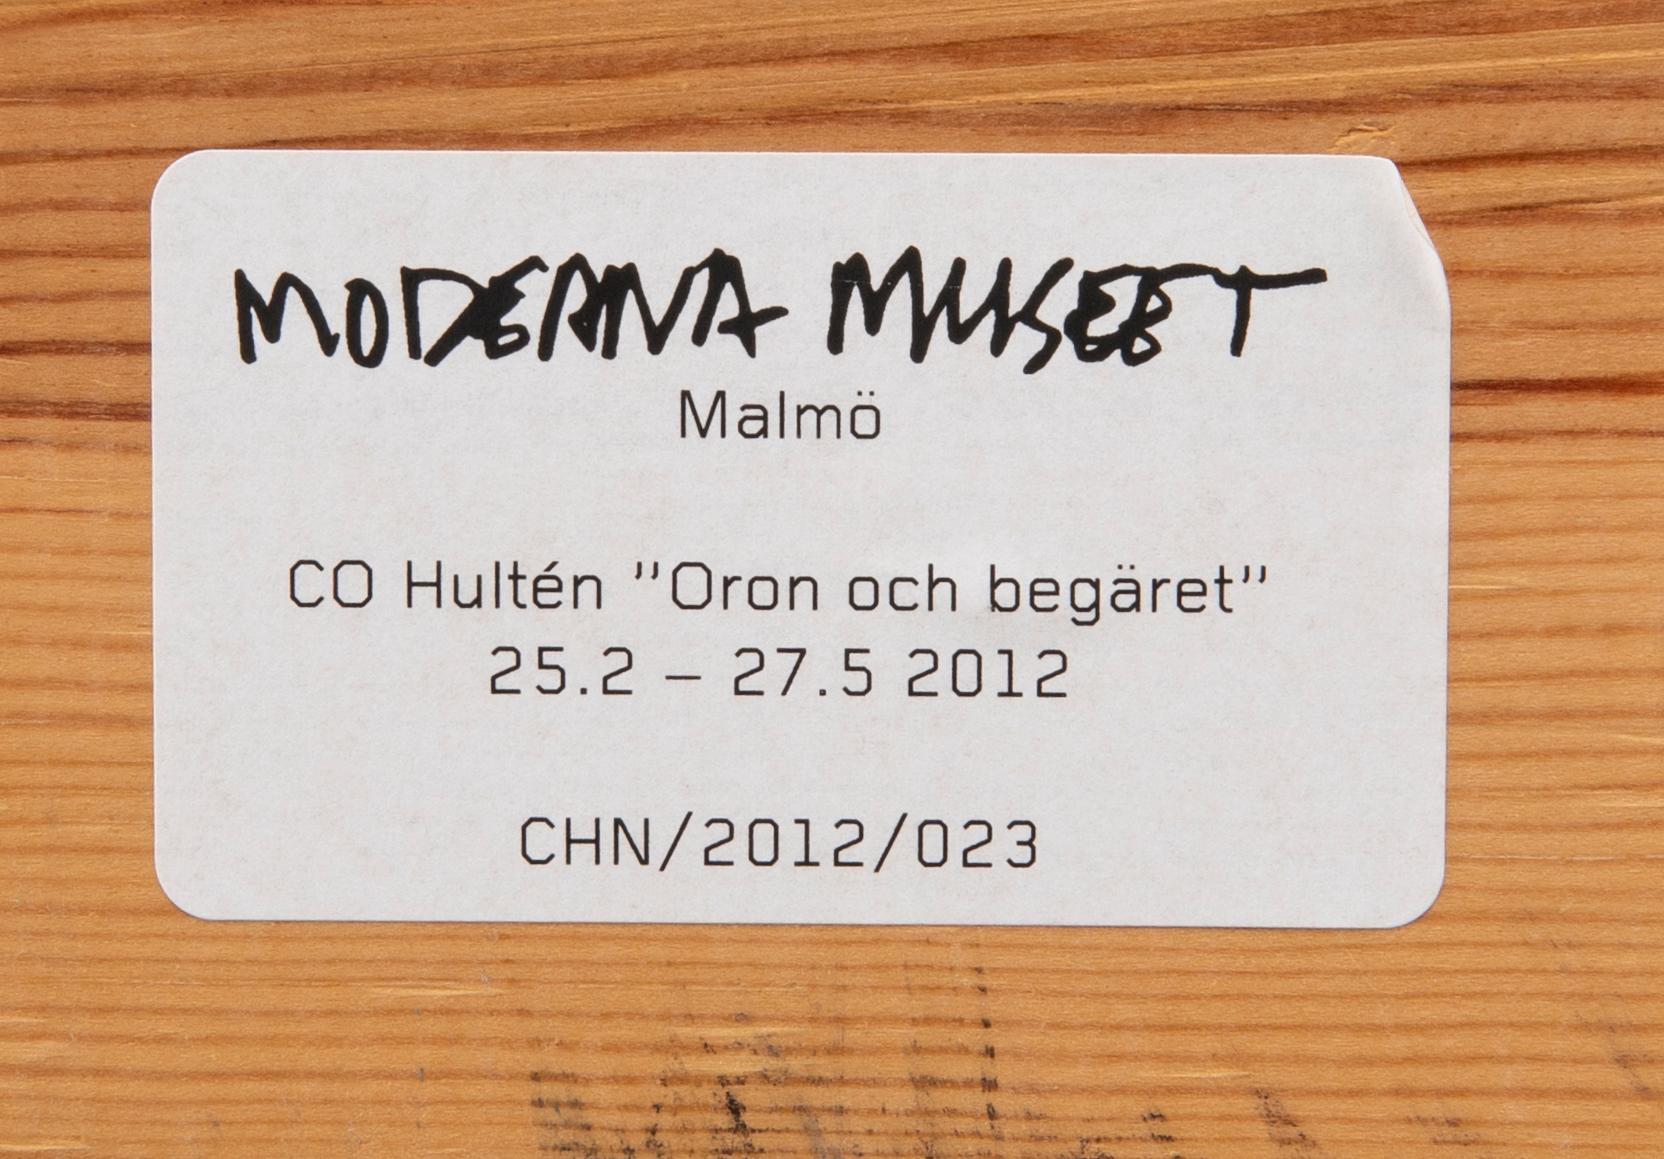 MODERNA MUSEET
Malmö
CO Hultén ”Oron och begäret”
25.2 – 27.5 2012
CHN/2012/023